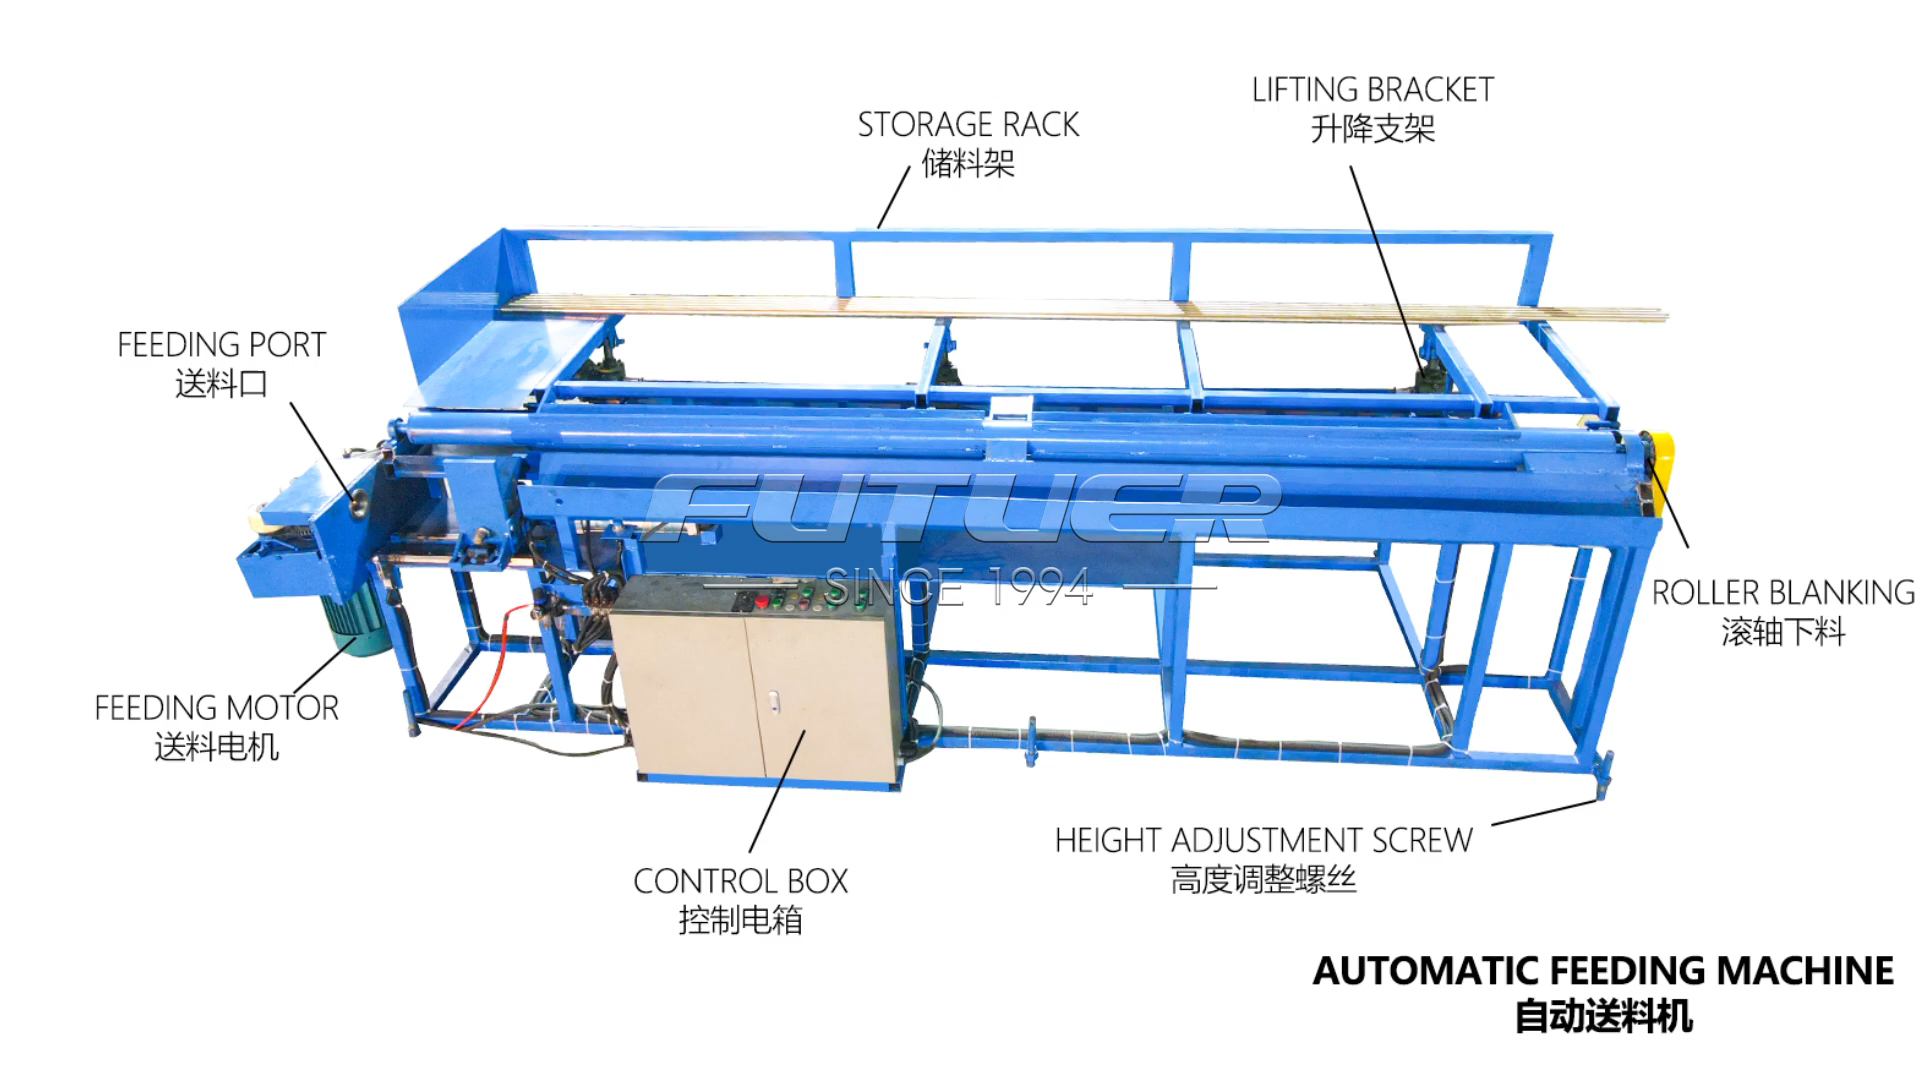 LIFTING BRACKET
升降支架
STORAGE RACK
储料架
FEEDING PORT
送料口
FUTUER
SINCE 1994
ROLLER BLANKING
滚轴下料
FEEDING MOTOR
送料电机
HEIGHT ADJUSTMENT SCREW
高度调整螺丝
CONTROL BOX
控制电箱
AUTOMATIC FEEDING MACHINE
自动送料机